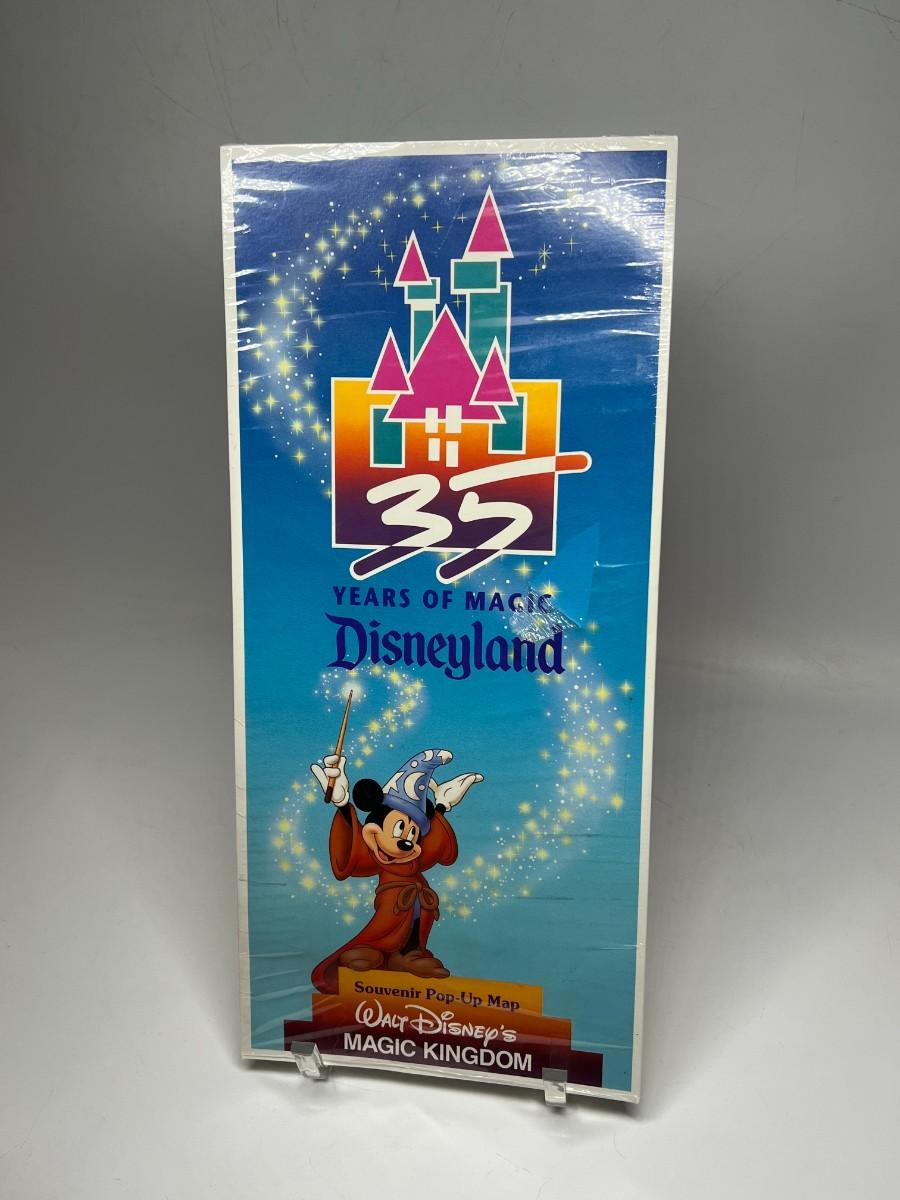 35
YEARS OF MAGIC
Disneyland
Souvenir Pop-Up Map
Walt Disney's
MAGIC KINGDOM